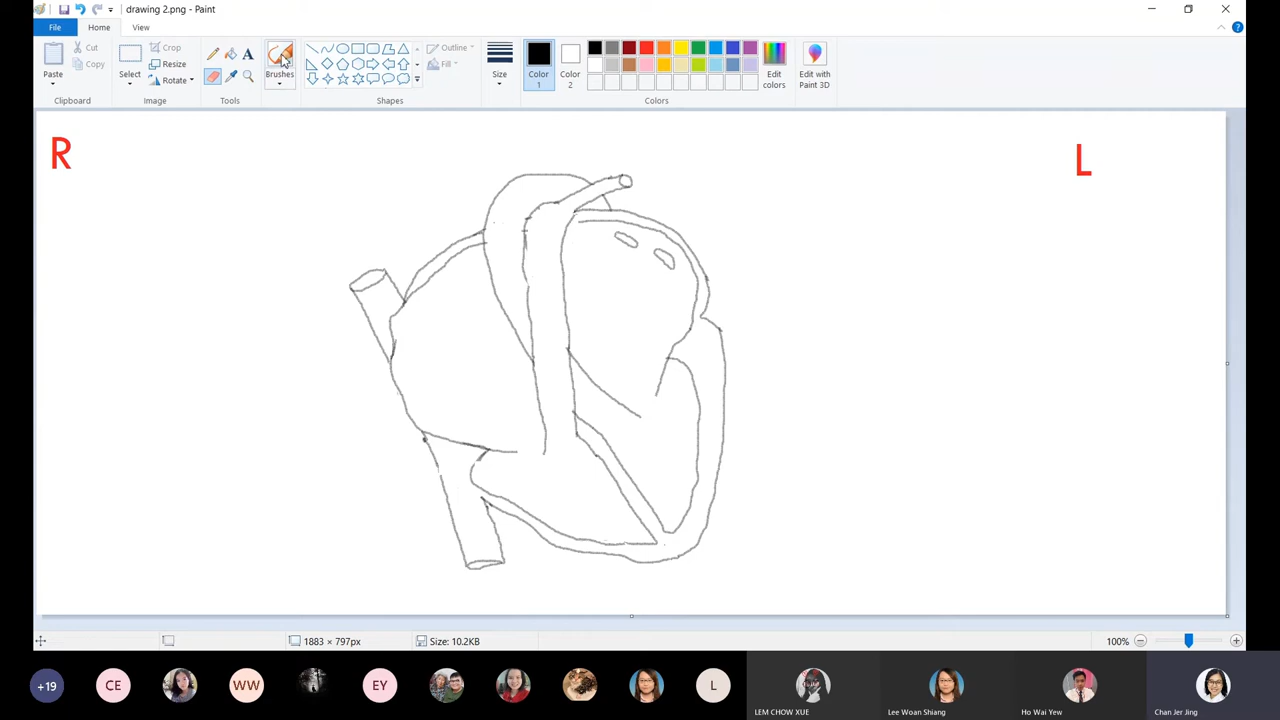 drawing 2.png - Paint
File
Home
View
Paste
Cut
Copy
Clipboard
Select
Crop
Resize
Rotate
Image
A
Tools
Brushes
Shapes
Outline
Fill
Size
Color 1
Color 2
Edit colors
Colors
Edit with Paint 3D
R
L
1883 × 797px
Size: 10.2KB
100%
+19
CE
WW
EY
L
LEM CHOW XUE
Lee Woan Shiang
Ho Wai Yew
Chan Jer Jing